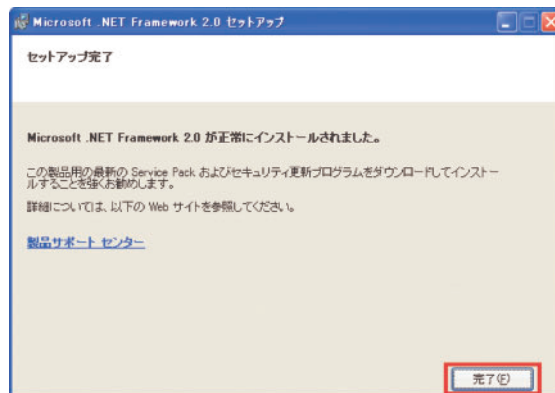 Microsoft .NET Framework 2.0 セットアップ
セットアップ完了
Microsoft .NET Framework 2.0 が正常にインストールされました。
この製品用の最新の Service Pack およびセキュリティ更新プログラムをダウンロードしてインストー
ルすることを強くお勧めします。
詳細については、以下の Web サイトを参照してください。
製品サポート センター
完了(F)